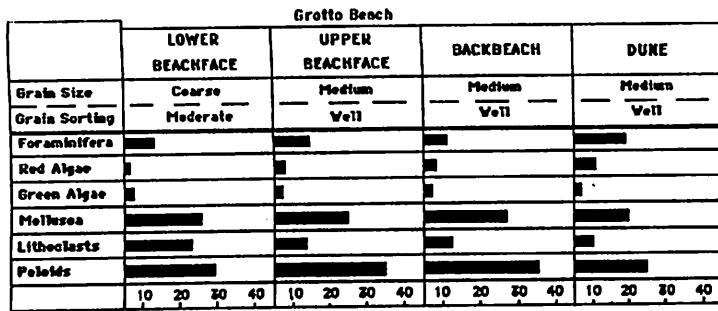 Grotto Beach
LOWER BEACHFACE UPPER BEACHFACE BACKBEACH DUNE
Grain Size Coarse Medium Medium Medium
Grain Sorting Moderate Well Well Well
Foraminifera
Red Algae
Green Algae
Mollusca
Lithoclasts
Peloids
10 20 30 40 10 20 30 40 10 20 30 40 10 20 30 40